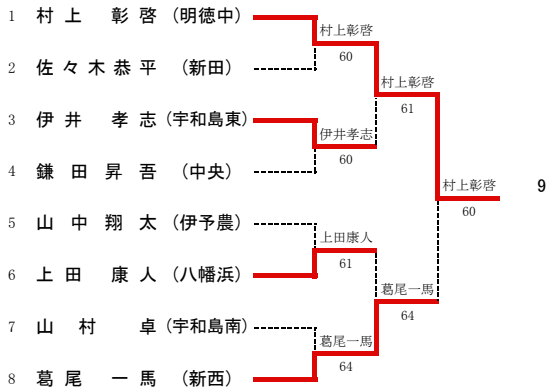 1 村上 彰啓 (明徳中)
村上彰啓
60
2 佐々木恭平 (新田)
村上彰啓
61
3 伊井 孝志 (宇和島東)
伊井孝志
60
4 鎌田昇吾 (中央)
村上彰啓
60
9
5 山中翔太 (伊予農)
上田康人
61
6 上田 康人 (八幡浜)
葛尾一馬
64
7 山村 卓 (宇和島南)
葛尾一馬
64
8 葛尾 一馬 (新西)